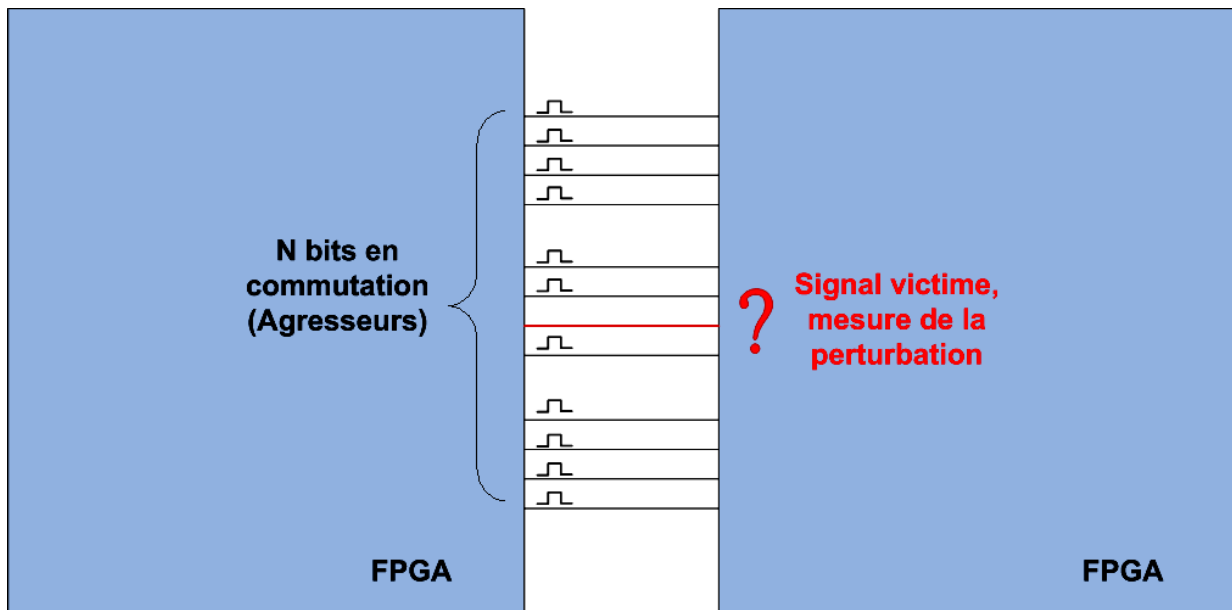 N bits en
commutation
(Agresseurs)
?
Signal victime,
mesure de la
perturbation
FPGA
FPGA